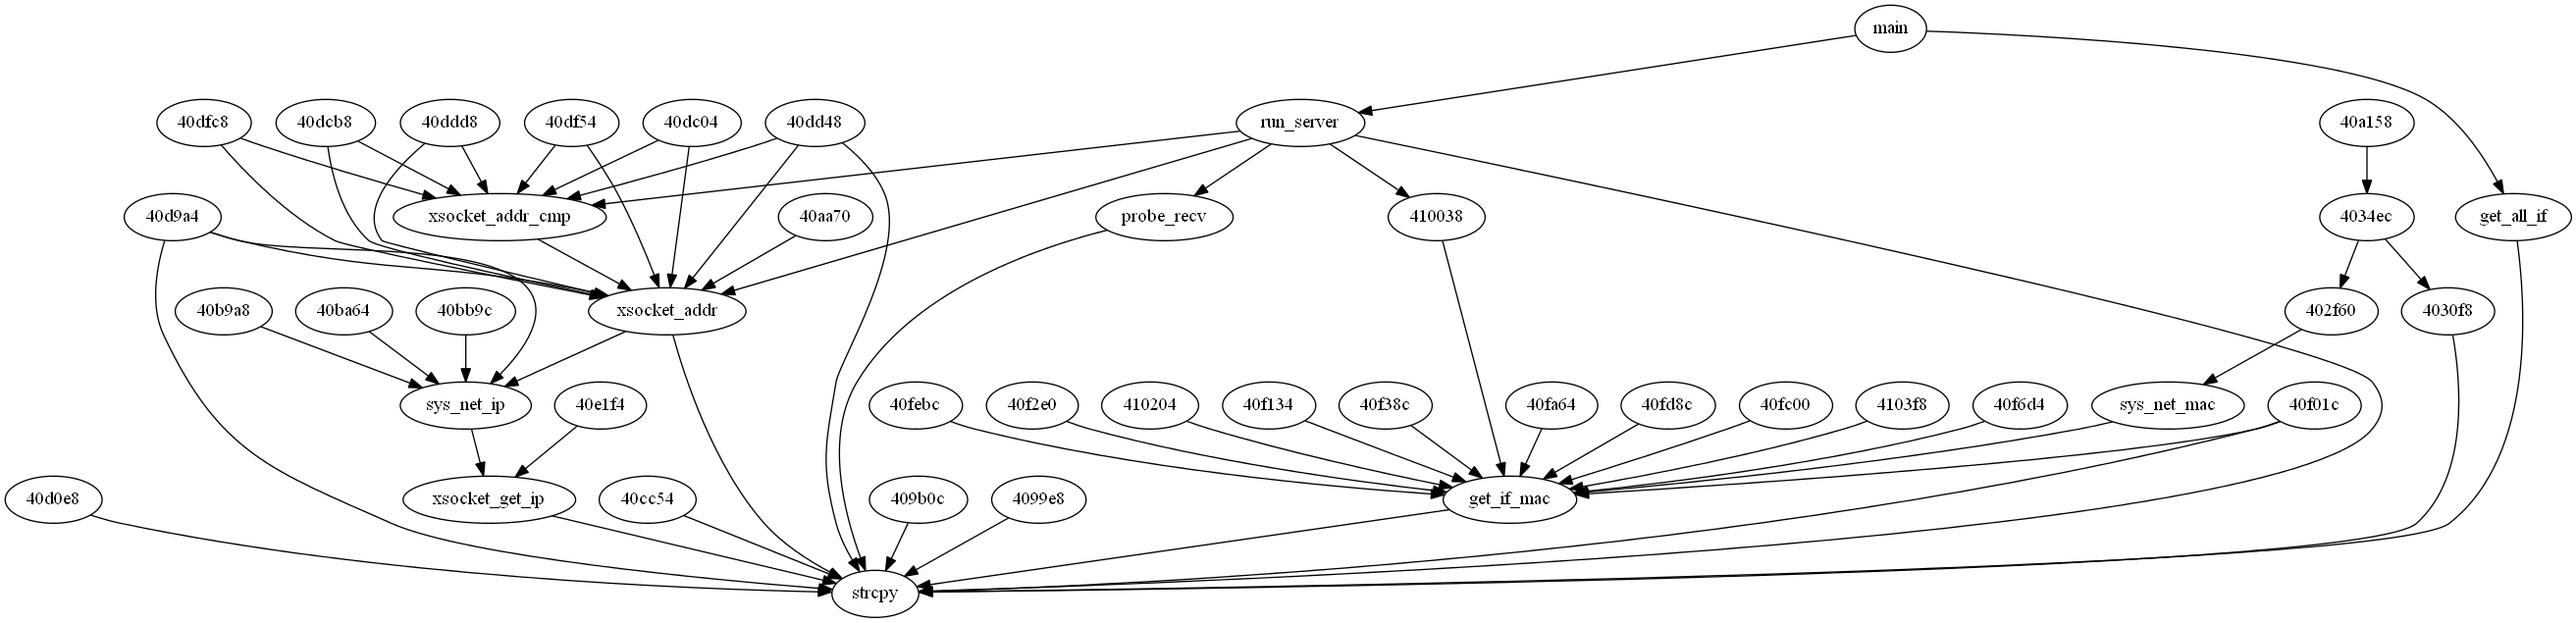 main
40dfc8
40dcb8
40ddd8
40df54
40dc04
40dd48
run_server
40a158
40d9a4
xsocket_addr_cmp
40aa70
probe_recv
410038
4034ec
get_all_if
40b9a8
40ba64
40bb9c
xsocket_addr
402f60
4030f8
sys_net_ip
40e1f4
40febc
40f2e0
410204
40f134
40f38c
40fa64
40fd8c
40fc00
4103f8
40f6d4
sys_net_mac
40f01c
40d0e8
xsocket_get_ip
40cc54
409b0c
4099e8
get_if_mac
strcpy